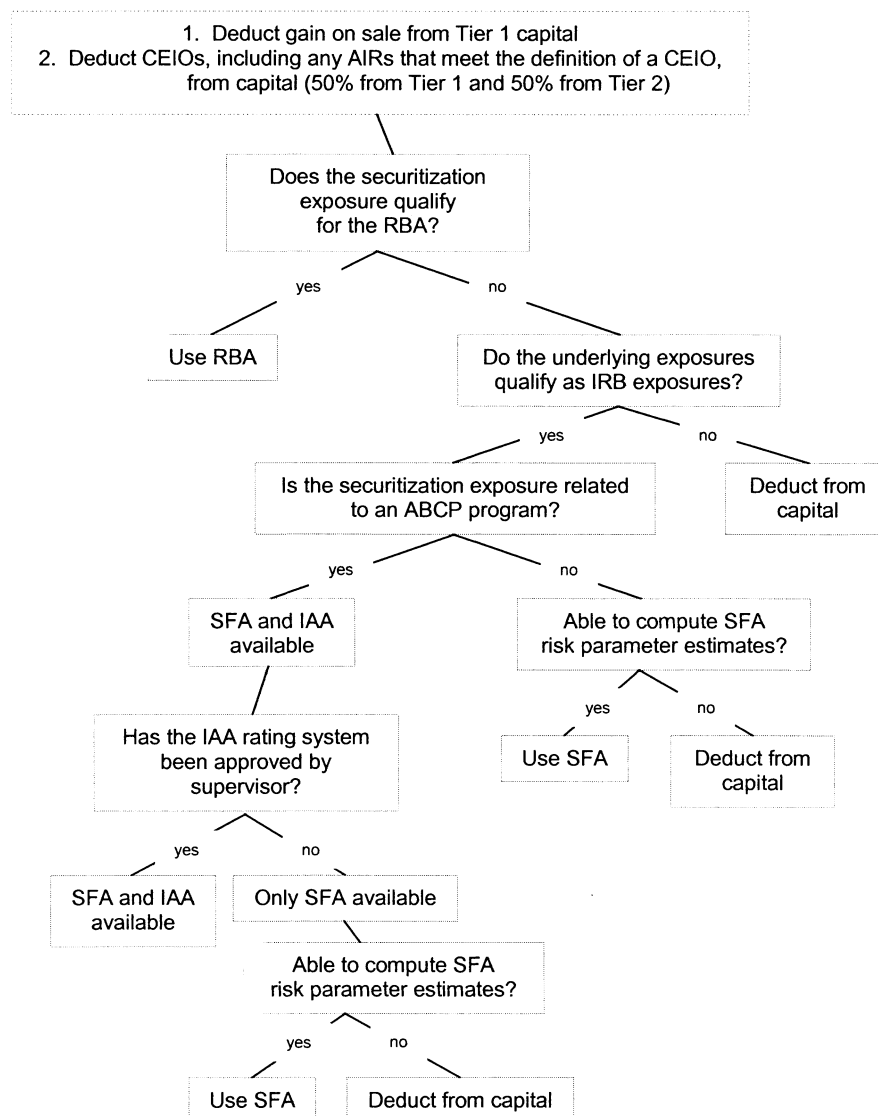 1. Deduct gain on sale from Tier 1 capital
2. Deduct CEIOs, including any AIRs that meet the definition of a CEIO,
from capital (50% from Tier 1 and 50% from Tier 2)
Does the securitization
exposure qualify
for the RBA?
yes
no
Use RBA
Do the underlying exposures
qualify as IRB exposures?
yes
no
Is the securitization exposure related
to an ABCP program?
Deduct from
capital
yes
no
SFA and IAA
available
Able to compute SFA
risk parameter estimates?
yes
no
Has the IAA rating system
been approved by
supervisor?
Use SFA
Deduct from
capital
yes
no
SFA and IAA
available
Only SFA available
Able to compute SFA
risk parameter estimates?
yes
no
Use SFA
Deduct from capital